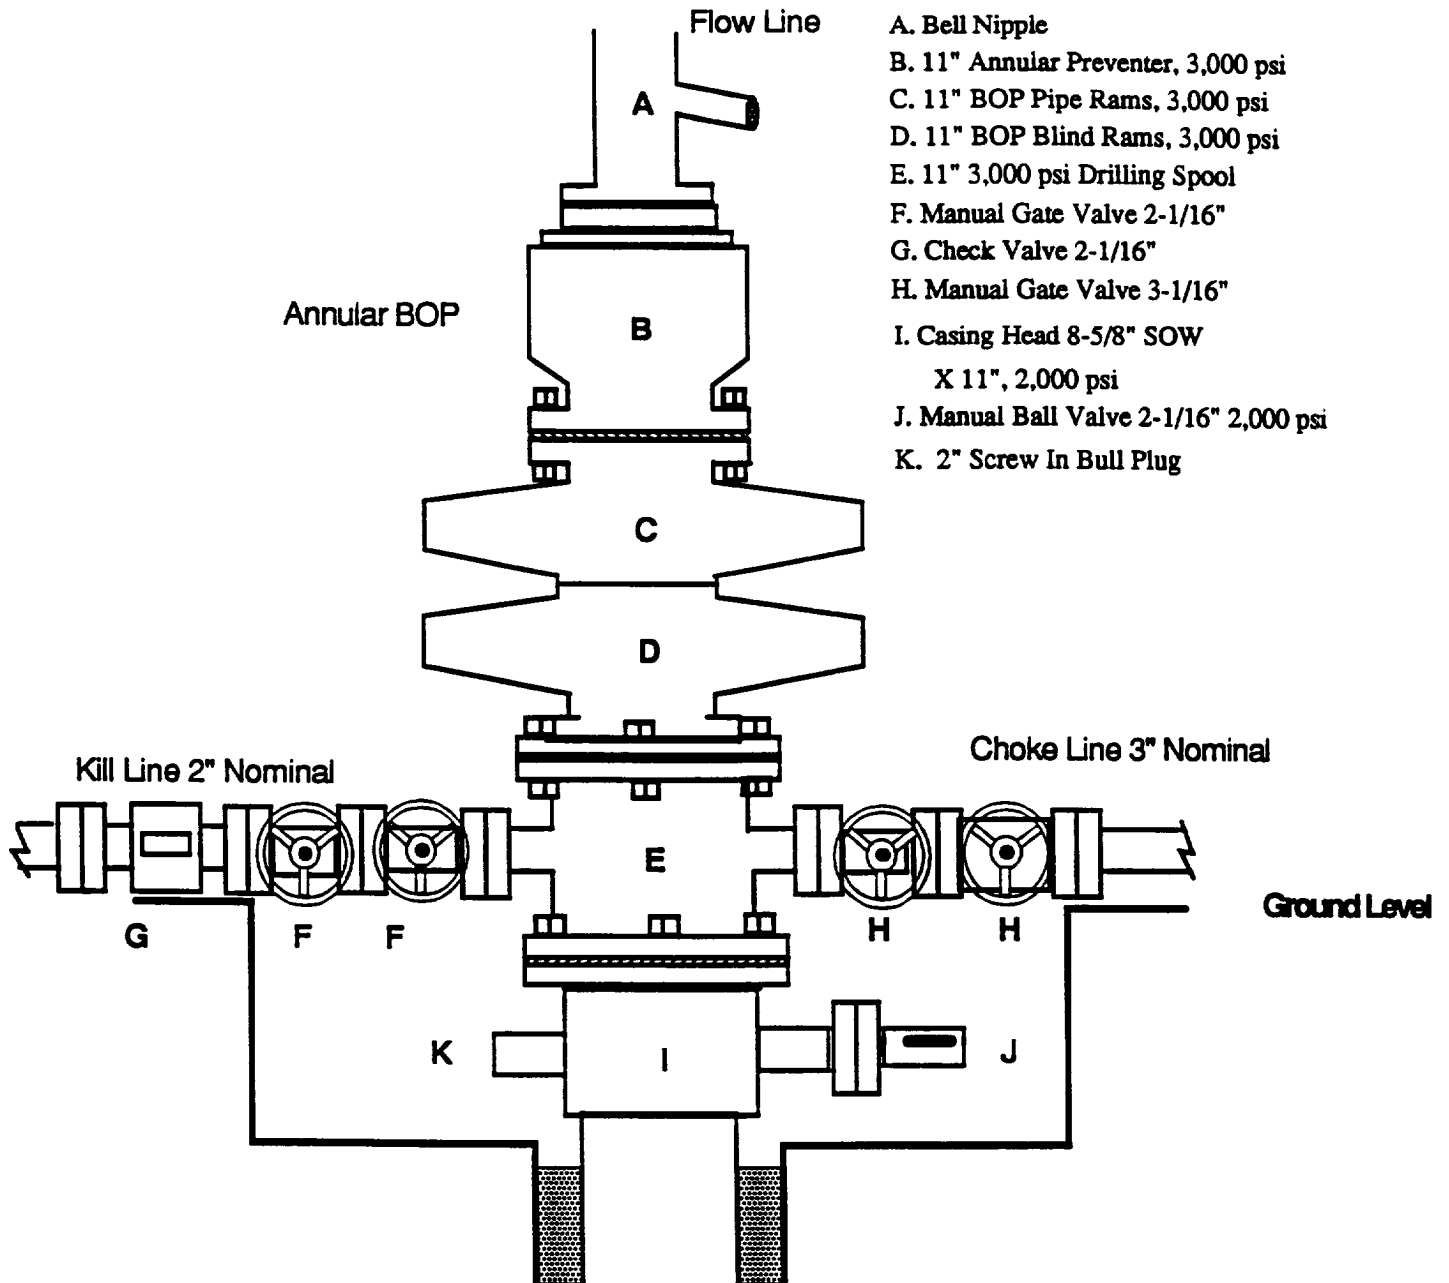 Flow Line
A. Bell Nipple
B. 11" Annular Preventer, 3,000 psi
C. 11" BOP Pipe Rams, 3,000 psi
D. 11" BOP Blind Rams, 3,000 psi
E. 11" 3,000 psi Drilling Spool
F. Manual Gate Valve 2-1/16"
G. Check Valve 2-1/16"
H. Manual Gate Valve 3-1/16"
I. Casing Head 8-5/8" SOW
X 11", 2,000 psi
J. Manual Ball Valve 2-1/16" 2,000 psi
K. 2" Screw In Bull Plug
A
Annular BOP
B
C
D
Kill Line 2" Nominal
Choke Line 3" Nominal
E
Ground Level
G
F
F
H
H
K
I
J